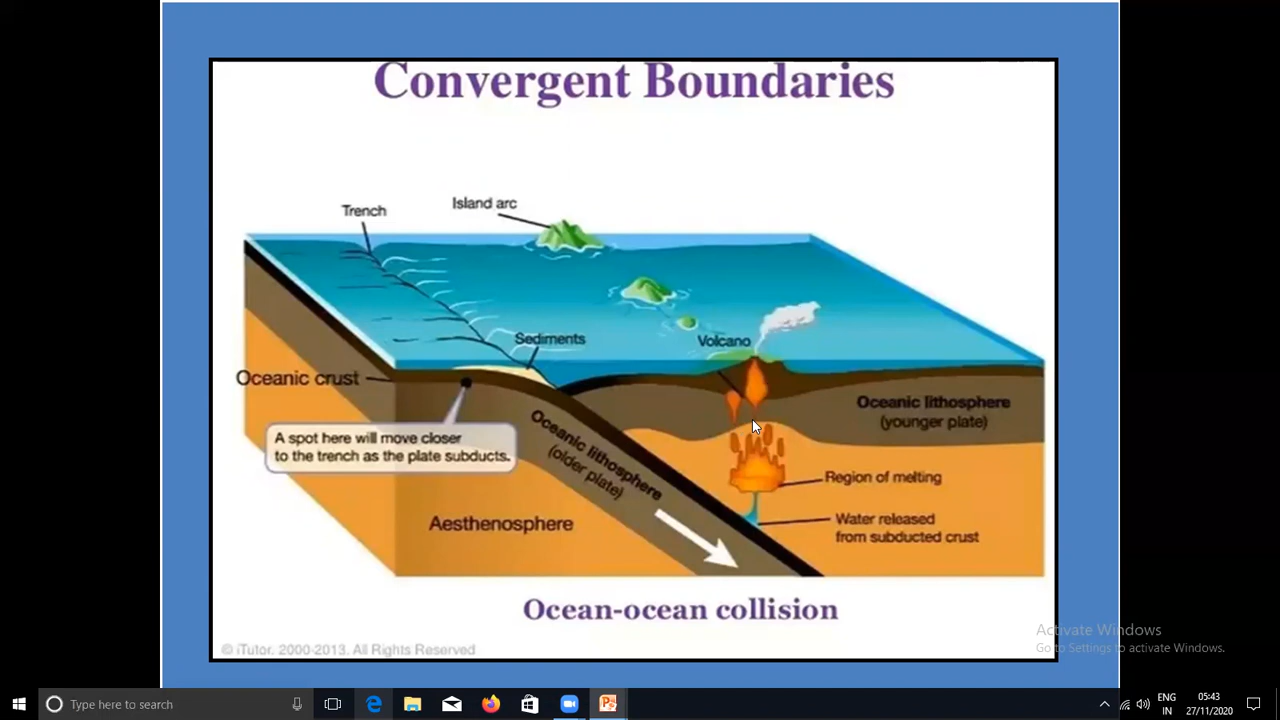 Convergent Boundaries
Island arc
Trench
Sediments
Volcano
Oceanic crust
Oceanic lithosphere
(younger plate)
A spot here will move closer
to the trench as the plate subducts.
Oceanic lithosphere
(older plate)
Region of melting
Aesthenosphere
Water released
from subducted crust
Ocean-ocean collision
© iTutor. 2000-2013. All Rights Reserved
Activate Windows
Go to Settings to activate Windows.
Type here to search
ENG
IN
05:43
27/11/2020